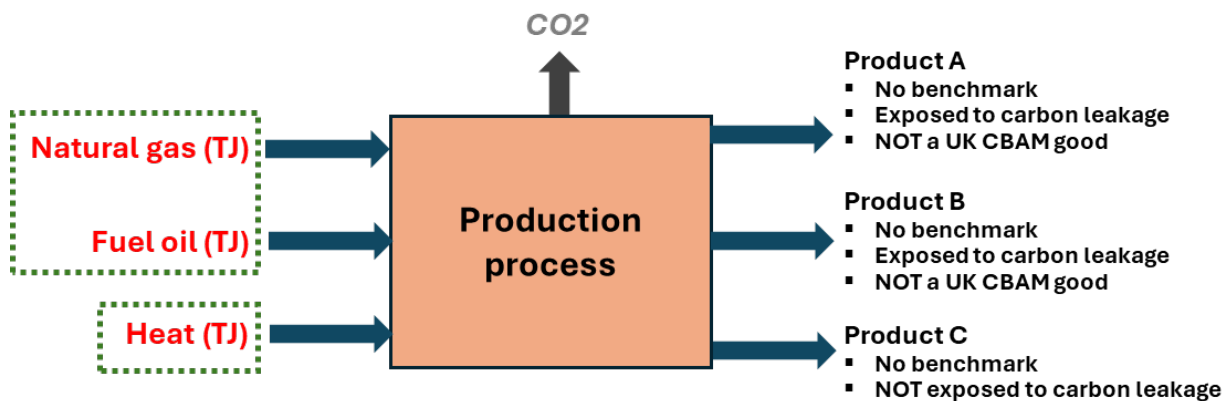 CO2
Natural gas (TJ)
Fuel oil (TJ)
Heat (TJ)
Production
process
Product A
▪ No benchmark
▪ Exposed to carbon leakage
▪ NOT a UK CBAM good
Product B
▪ No benchmark
▪ Exposed to carbon leakage
▪ NOT a UK CBAM good
Product C
▪ No benchmark
▪ NOT exposed to carbon leakage